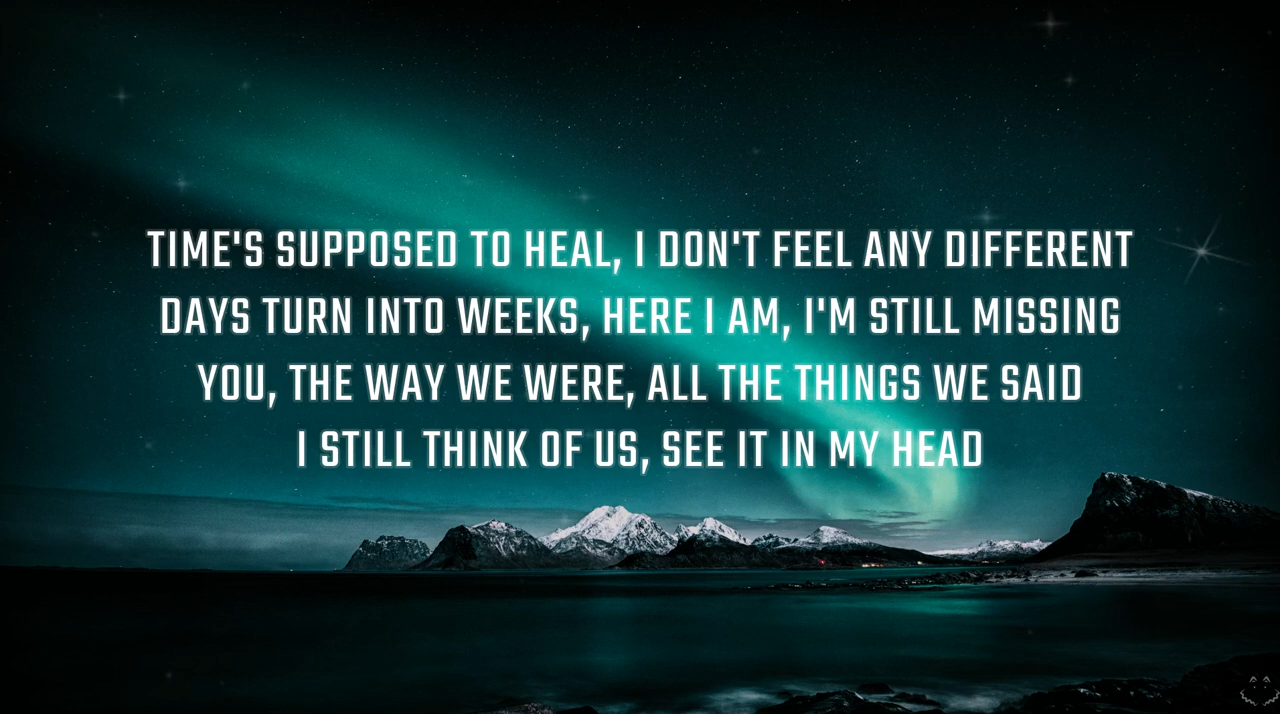 TIME'S SUPPOSED TO HEAL, I DON'T FEEL ANY DIFFERENT
DAYS TURN INTO WEEKS, HERE I AM, I'M STILL MISSING
YOU, THE WAY WE WERE, ALL THE THINGS WE SAID
I STILL THINK OF US, SEE IT IN MY HEAD